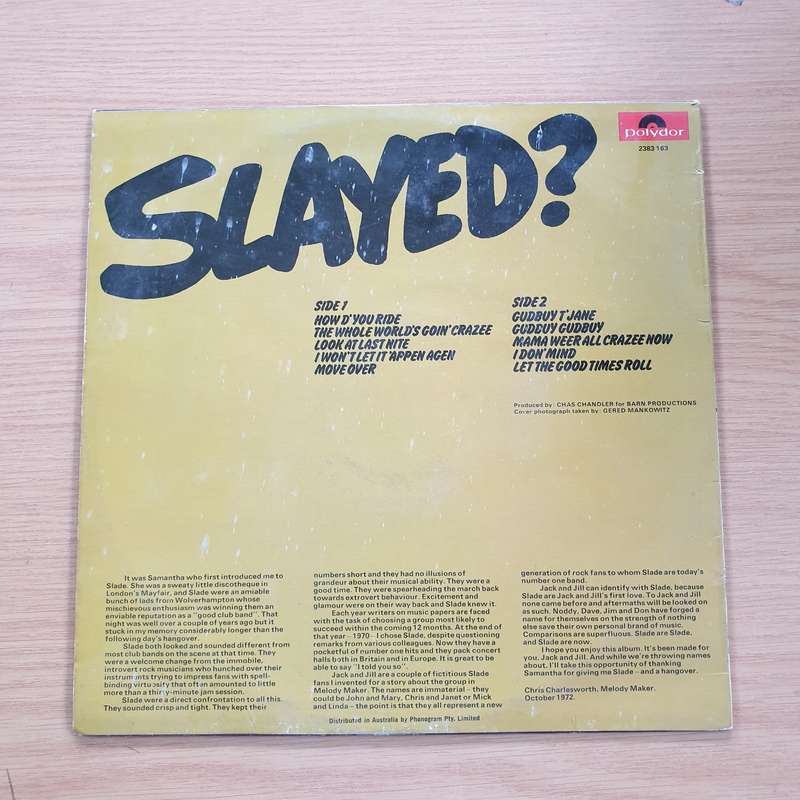 SLAYED?
polydor
2383 163
SIDE 1
HOW D'YOU RIDE
THE WHOLE WORLD'S GOIN' CRAZEE
LOOK AT LAST NITE
I WON'T LET IT 'APPEN AGEN
MOVE OVER
SIDE 2
GUDBUY T'JANE
GUDBUY GUDBUY
MAMA WEER ALL CRAZEE NOW
I DON' MIND
LET THE GOOD TIMES ROLL
Produced by: CHAS CHANDLER for BARN PRODUCTIONS
Cover photograph taken by: GERED MANKOWITZ
It was Samantha who first introduced me to
Slade. She was a sweaty little discotheque in
London's Mayfair, and Slade were an amiable
bunch of lads from Wolverhampton whose
mischievous enthusiasm was winning them an
enviable reputation as a "good club band". That
night was well over a couple of years ago but it
stuck in my memory considerably longer than the
following day's hangover.
Slade both looked and sounded different from
most club bands on the scene at that time. They
were a welcome change from the immobile,
introvert rock musicians who hunched over their
instruments trying to impress fans with spell-
binding virtuosity that often amounted to little
more than a thirty-minute jam session.
Slade were a direct confrontation to all this.
They sounded crisp and tight. They kept their
numbers short and they had no illusions of
grandeur about their musical ability. They were a
good time. They were spearheading the march back
towards extrovert behaviour. Excitement and
glamour were on their way back and Slade knew it.
Each year writers on music papers are faced
with the task of choosing a group most likely to
succeed within the coming 12 months. At the end of
that year – 1970 – I chose Slade, despite questioning
remarks from various colleagues. Now they have a
pocketful of number one hits and they pack concert
halls both in Britain and in Europe. It is great to be
able to say "I told you so".
Jack and Jill are a couple of fictitious Slade
fans I invented for a story about the group in
Melody Maker. The names are immaterial – they
could be John and Mary, Chris and Janet or Mick
and Linda – the point is that they all represent a new
generation of rock fans to whom Slade are today's
number one band.
Jack and Jill can identify with Slade, because
Slade are Jack and Jill's first love. To Jack and Jill
none came before and aftermaths will be looked on
as such. Noddy, Dave, Jim and Don have forged a
name for themselves on the strength of nothing
else save their own personal brand of music.
Comparisons are superfluous. Slade are Slade,
and Slade are now.
I hope you enjoy this album. It's been made for
you, Jack and Jill. And while we're throwing names
about, I'll take this opportunity of thanking
Samantha for giving me Slade – and a hangover.
Chris Charlesworth, Melody Maker.
October 1972.
Distributed in Australia by Phonogram Pty. Limited